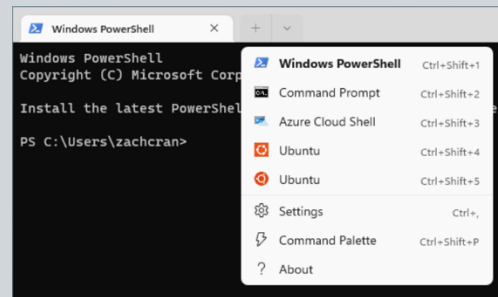 Windows PowerShell
Windows PowerShell
Copyright (C) Microsoft Corp
Install the latest PowerShel
PS C:\Users\zachcran>
Windows PowerShell Ctrl+Shift+1
Command Prompt Ctrl+Shift+2
Azure Cloud Shell Ctrl+Shift+3
Ubuntu Ctrl+Shift+4
Ubuntu Ctrl+Shift+5
Settings Ctrl+,
Command Palette Ctrl+Shift+P
About